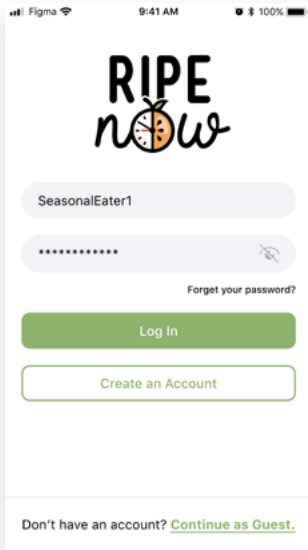 Figma 9:41 AM 100%
RIPE
now
SeasonalEater1
************
Forget your password?
Log In
Create an Account
Don't have an account? Continue as Guest.